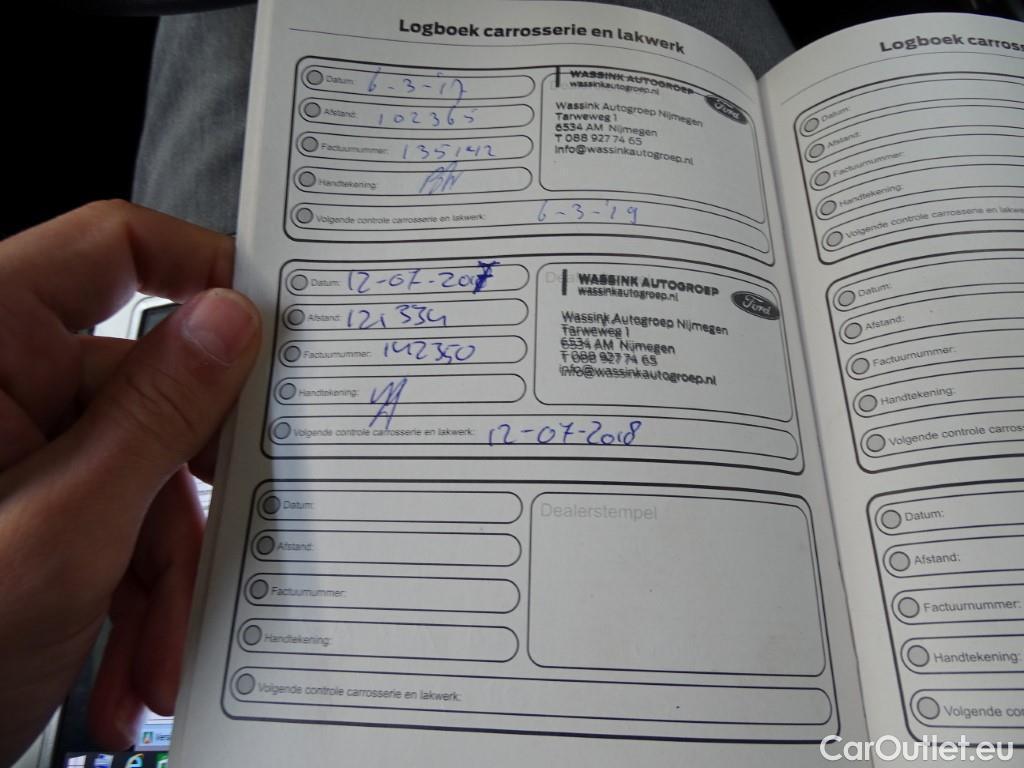 Logboek carrosserie en lakwerk
Datum: 6-3-'17
Afstand: 102365
Factuurnummer: 135142
Handtekening:
Volgende controle carrosserie en lakwerk: 6-3-'19
WASSINK AUTOGROEP
wassinkautogroep.nl
Ford
Wassink Autogroep Nijmegen
Tarweweg 1
6534 AM Nijmegen
T 088 927 74 65
info@wassinkautogroep.nl
Datum: 12-07-2017
Afstand: 121334
Factuurnummer: 142350
Handtekening:
Volgende controle carrosserie en lakwerk: 12-07-2018
WASSINK AUTOGROEP
wassinkautogroep.nl
Ford
Wassink Autogroep Nijmegen
Tarweweg 1
6534 AM Nijmegen
T 088 927 74 65
info@wassinkautogroep.nl
Datum:
Afstand:
Factuurnummer:
Handtekening:
Volgende controle carrosserie en lakwerk:
Dealerstempel
Logboek carross
Datum:
Afstand:
Factuurnummer:
Handtekening:
Volgende controle carrosserie en lakwe
Datum:
Afstand:
Factuurnummer:
Handtekening:
Volgende controle carross
Datum:
Afstand:
Factuurnummer:
Handtekening:
Volgende con
CarOutlet.eu